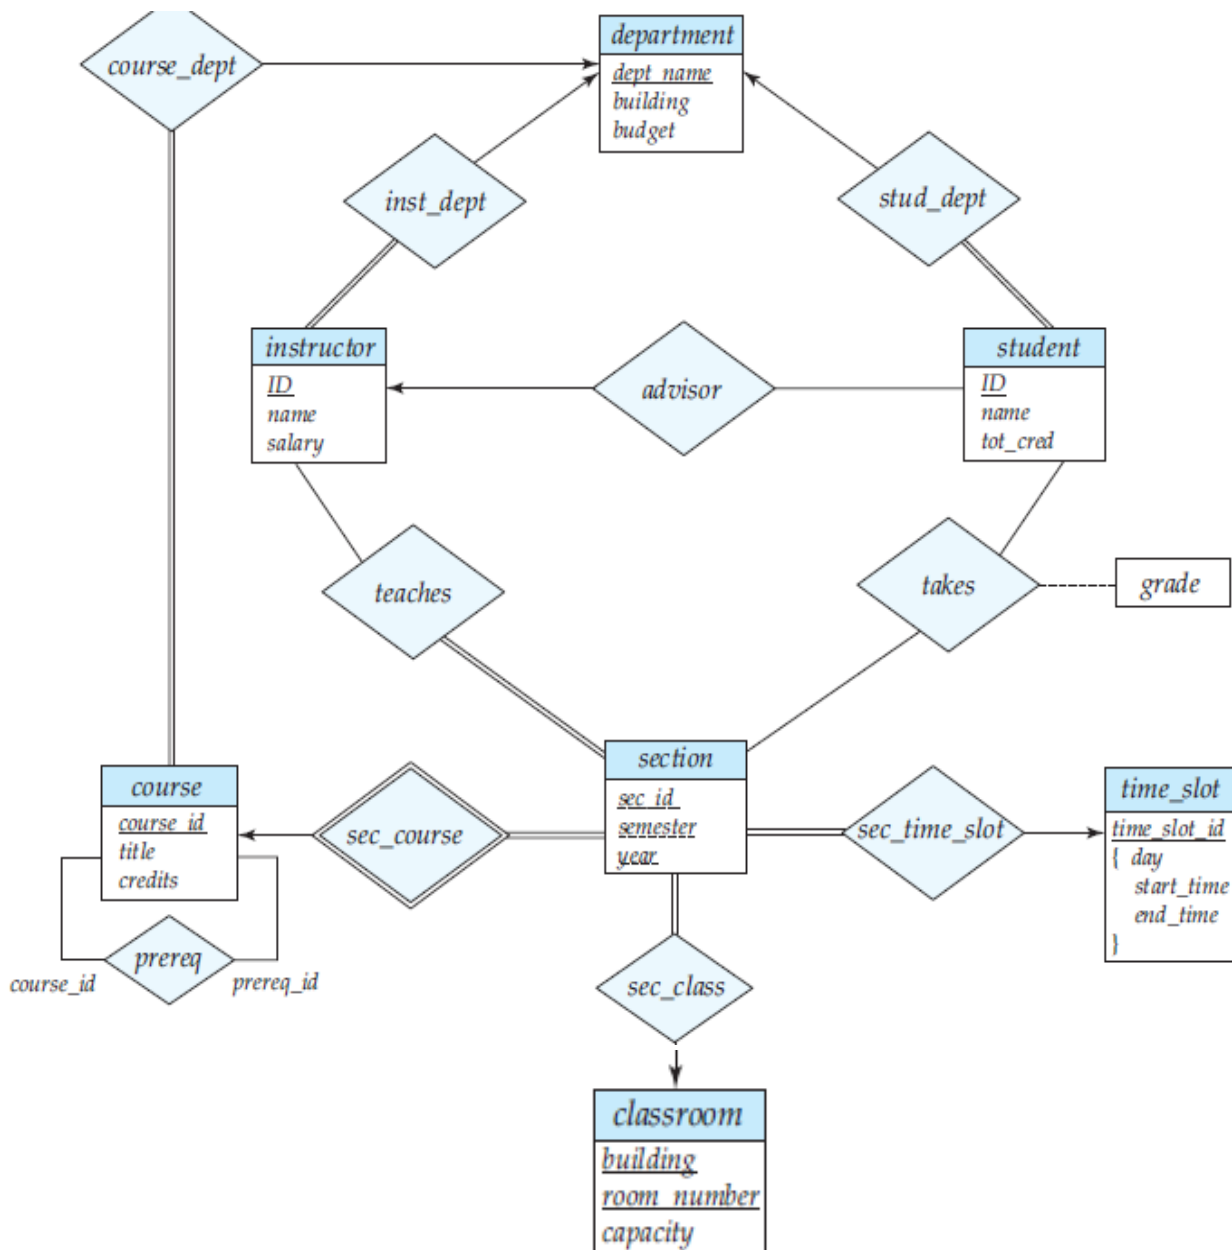 department
course_dept
dept_name
building
budget
inst_dept
stud_dept
instructor
ID
name
salary
advisor
student
ID
name
tot_cred
teaches
takes
grade
section
sec_id
semester
year
course
course_id
title
credits
sec_course
sec_time_slot
time_slot
time_slot_id
{ day
start_time
end_time
}
prereq
course_id
prereq_id
sec_class
classroom
building
room_number
capacity